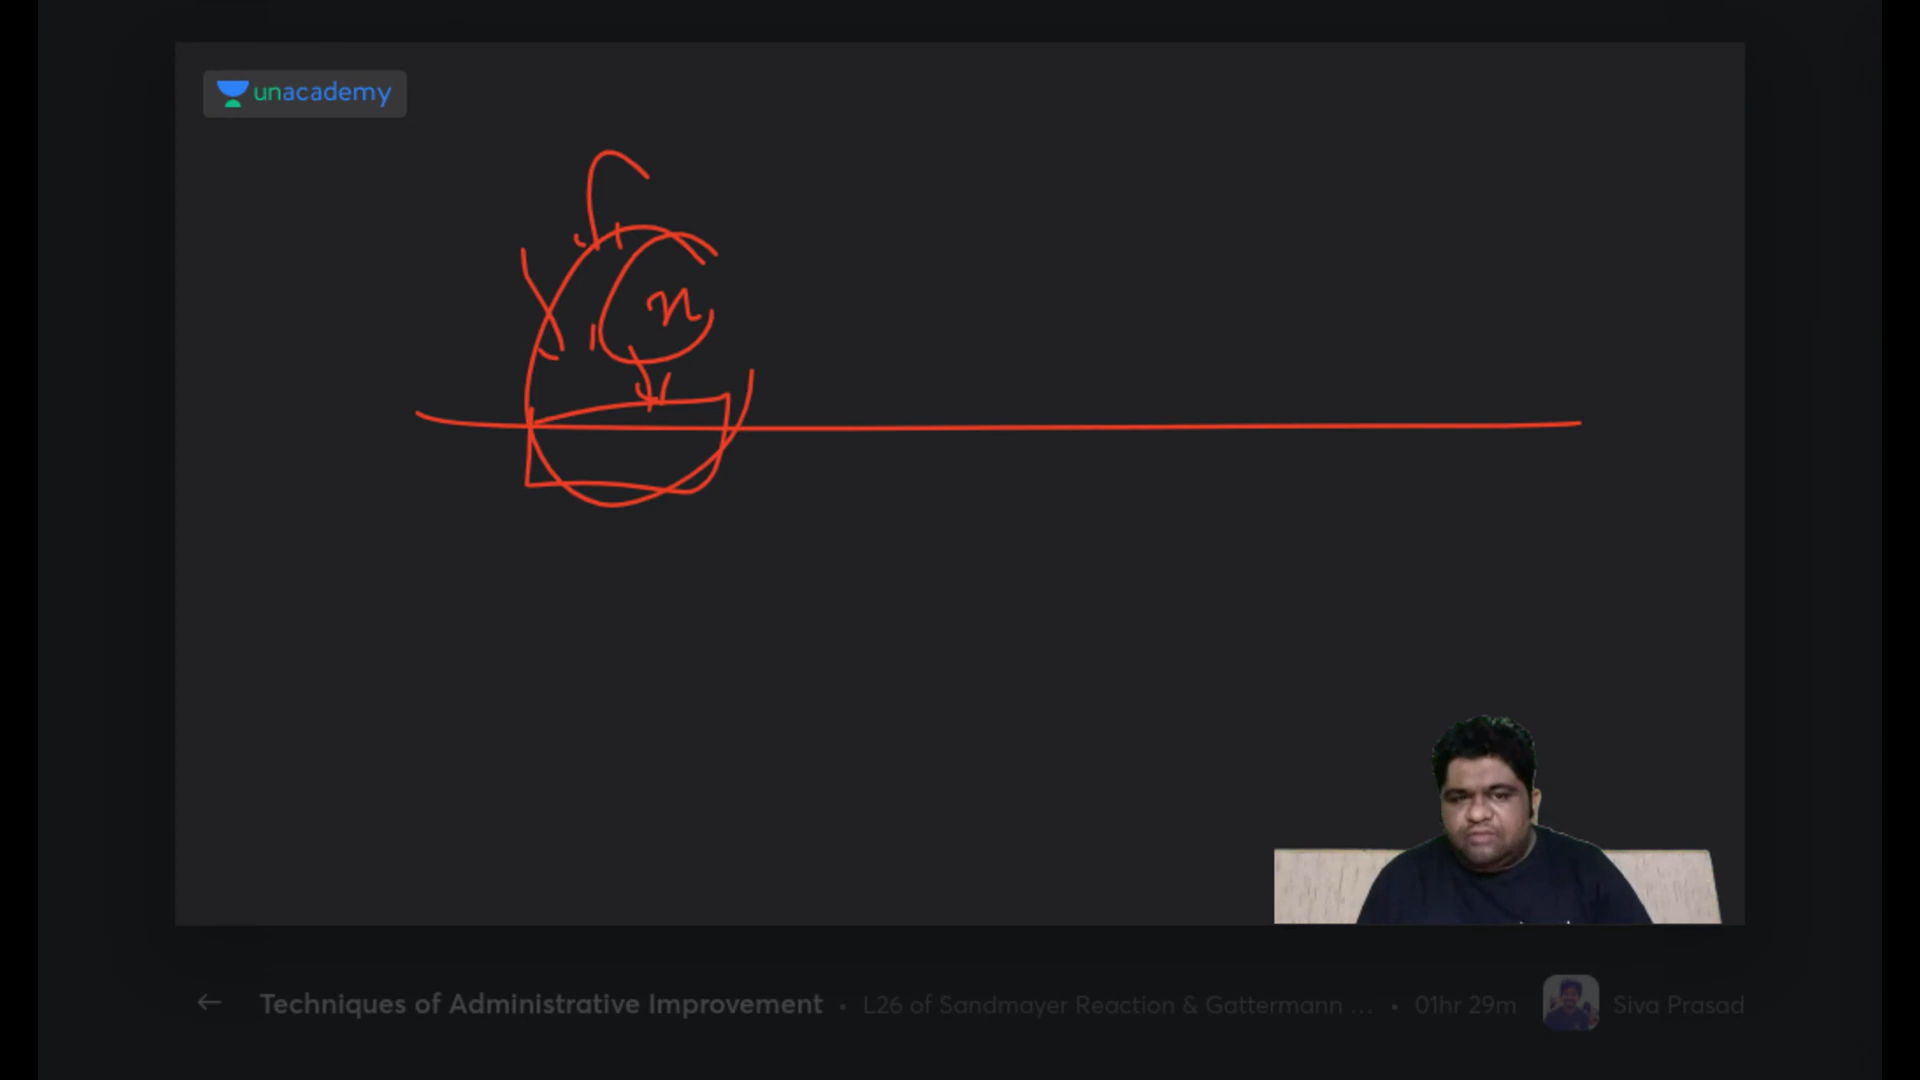 unacademy
n
Techniques of Administrative Improvement • L26 of Sandmayer Reaction & Gattermann ... • 01hr 29m Siva Prasad